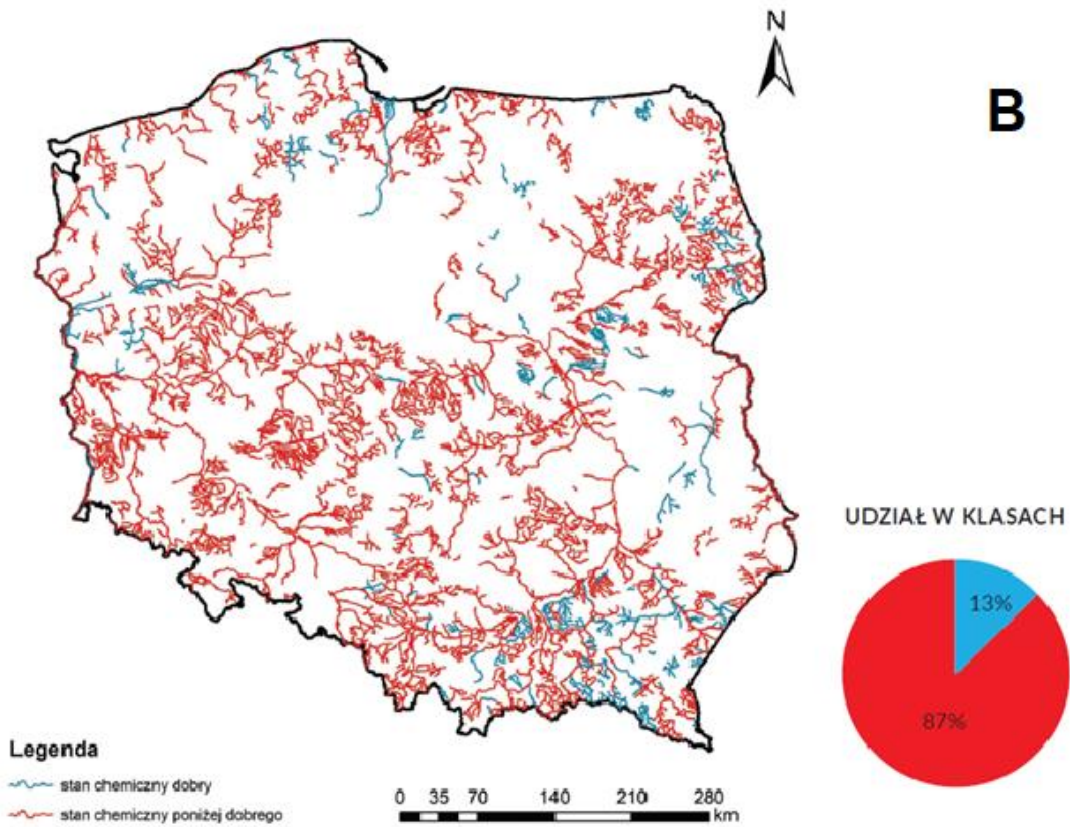 N
B
UDZIAŁ W KLASACH
13%
87%
Legenda
stan chemiczny dobry
stan chemiczny poniżej dobrego
0 35 70 140 210 280
km